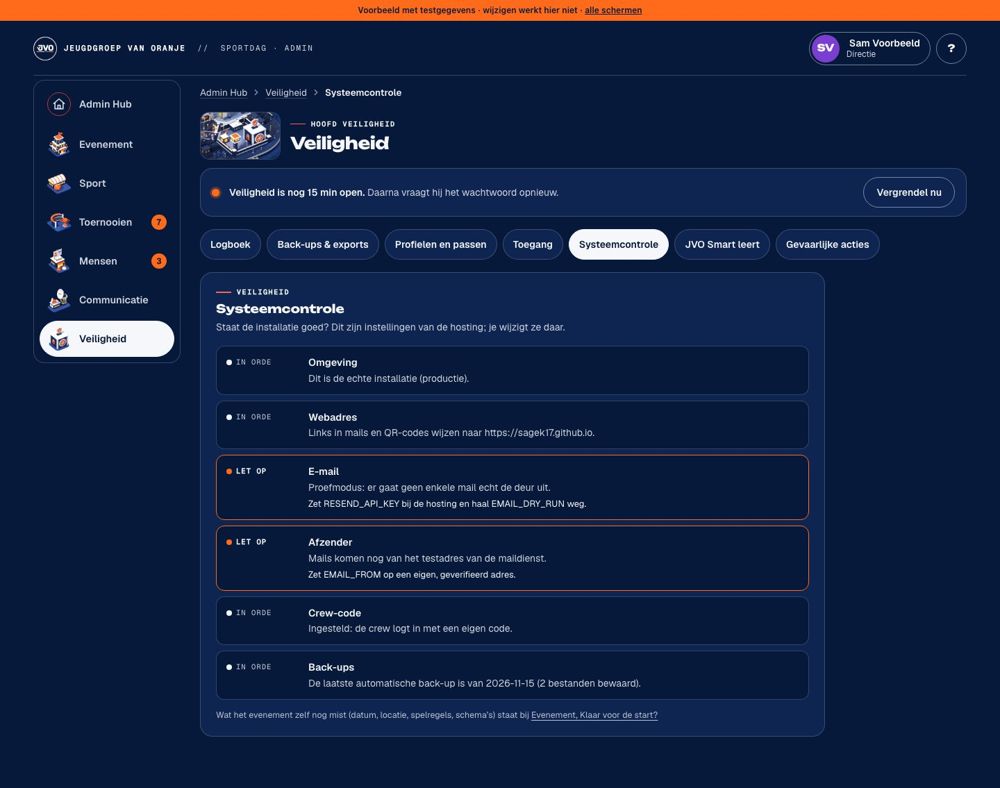 Voorbeeld met testgegevens · wijzigen werkt hier niet · alle schermen
JVO JEUGDGROEP VAN ORANJE // SPORTDAG · ADMIN
SV Sam Voorbeeld
Directie
?
Admin Hub
Evenement
Sport
Toernooien 7
Mensen 3
Communicatie
Veiligheid
Admin Hub > Veiligheid > Systeemcontrole
HOOFD VEILIGHEID
Veiligheid
Veiligheid is nog 15 min open. Daarna vraagt hij het wachtwoord opnieuw.
Vergrendel nu
Logboek
Back-ups & exports
Profielen en passen
Toegang
Systeemcontrole
JVO Smart leert
Gevaarlijke acties
VEILIGHEID
Systeemcontrole
Staat de installatie goed? Dit zijn instellingen van de hosting; je wijzigt ze daar.
IN ORDE
Omgeving
Dit is de echte installatie (productie).
IN ORDE
Webadres
Links in mails en QR-codes wijzen naar https://sagek17.github.io.
LET OP
E-mail
Proefmodus: er gaat geen enkele mail echt de deur uit.
Zet RESEND_API_KEY bij de hosting en haal EMAIL_DRY_RUN weg.
LET OP
Afzender
Mails komen nog van het testadres van de maildienst.
Zet EMAIL_FROM op een eigen, geverifieerd adres.
IN ORDE
Crew-code
Ingesteld: de crew logt in met een eigen code.
IN ORDE
Back-ups
De laatste automatische back-up is van 2026-11-15 (2 bestanden bewaard).
Wat het evenement zelf nog mist (datum, locatie, spelregels, schema's) staat bij Evenement, Klaar voor de start?